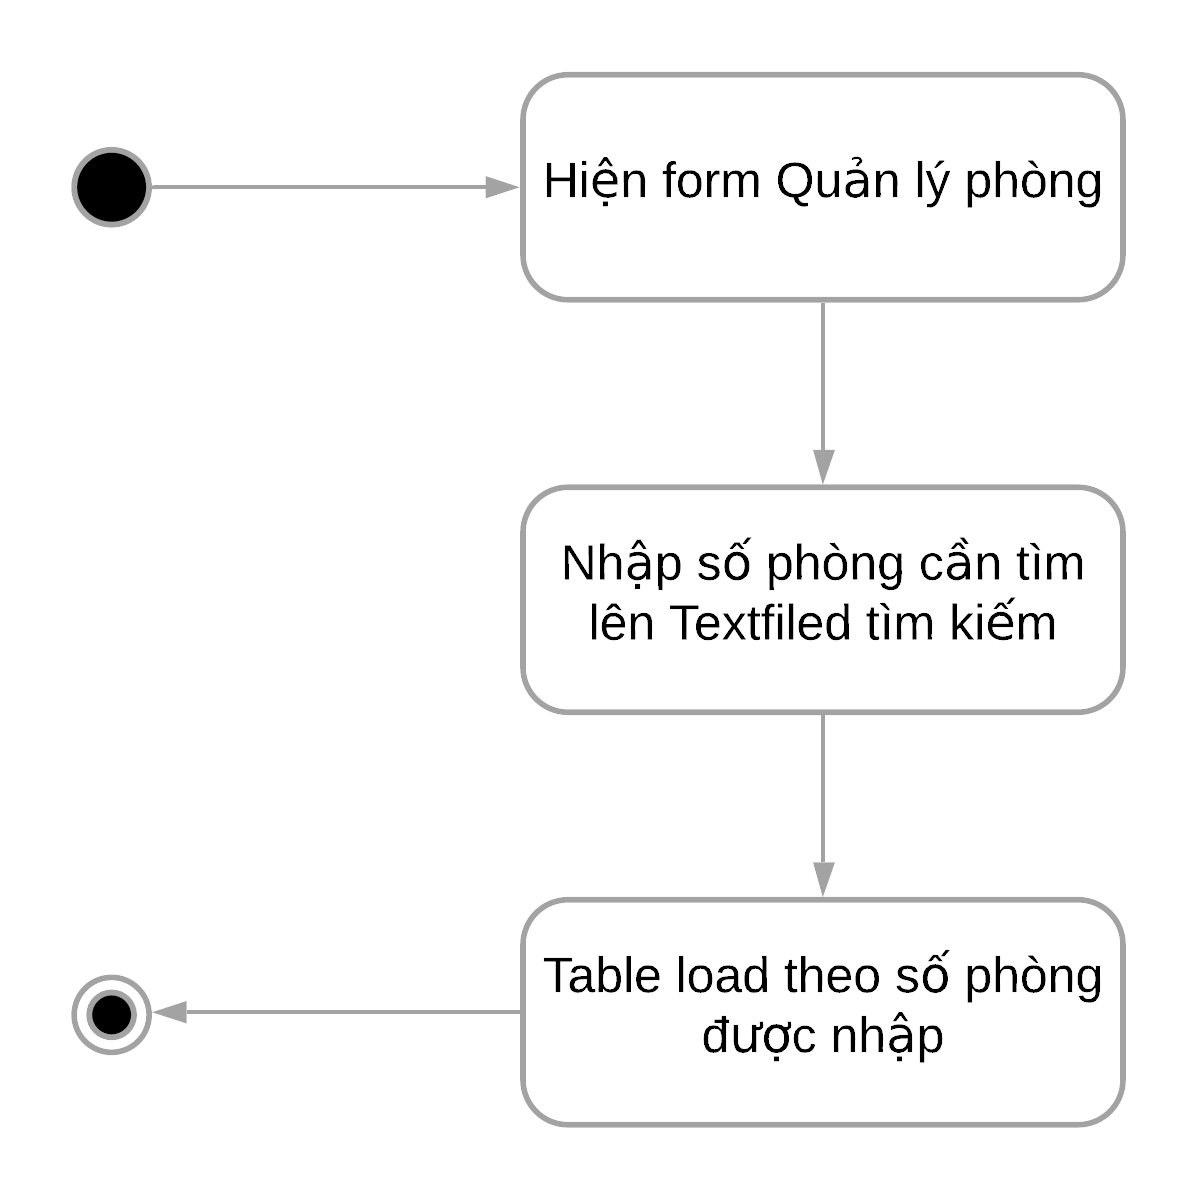 Hiện form Quản lý phòng
Nhập số phòng cần tìm
lên Textfiled tìm kiếm
Table load theo số phòng
được nhập